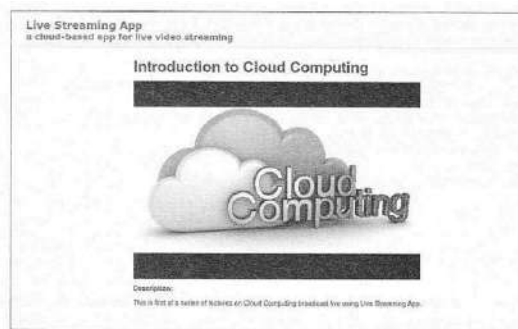 Live Streaming App
a cloud-based app for live video streaming
Introduction to Cloud Computing
Cloud
Computing
Description:
This is first of a series of lectures on Cloud Computing broadcast live using Live Streaming App.